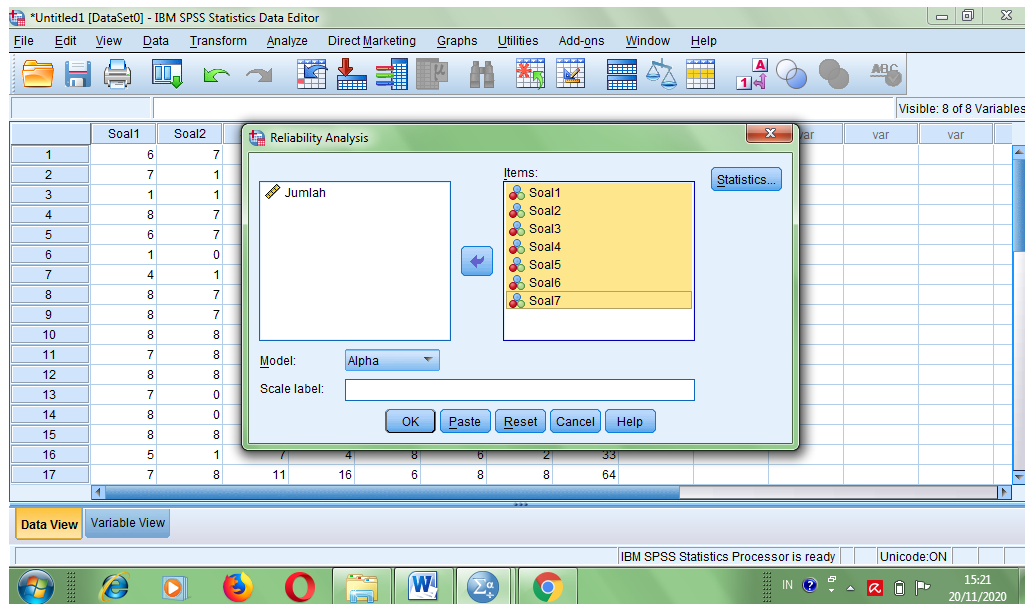 *Untitled1 [DataSet0] - IBM SPSS Statistics Data Editor
File Edit View Data Transform Analyze Direct Marketing Graphs Utilities Add-ons Window Help
Visible: 8 of 8 Variables
Soal1 Soal2 var var var
1 6 7
2 7 1
3 1 1
4 8 7
5 6 7
6 1 0
7 4 1
8 8 7
9 8 7
10 8 8
11 7 8
12 8 8
13 7 0
14 8 0
15 8 8
16 5 1 7 4 8 6 2 33
17 7 8 11 16 6 8 8 64
Reliability Analysis
Jumlah
Items:
Soal1
Soal2
Soal3
Soal4
Soal5
Soal6
Soal7
Statistics...
Model: Alpha
Scale label:
OK Paste Reset Cancel Help
Data View Variable View
IBM SPSS Statistics Processor is ready Unicode:ON
IN 15:21
20/11/2020